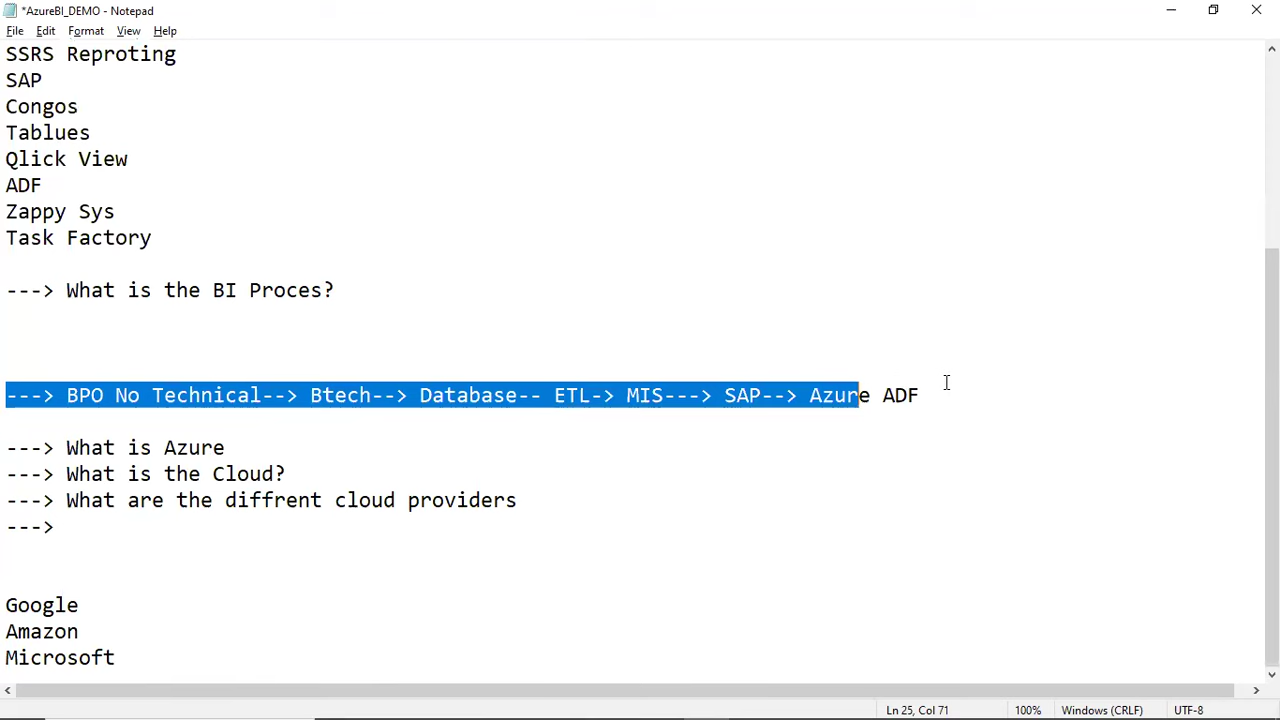 *AzureBI_DEMO - Notepad
File Edit Format View Help
SSRS Reproting
SAP
Congos
Tablues
Qlick View
ADF
Zappy Sys
Task Factory
---> What is the BI Proces?
---> BPO No Technical--> Btech--> Database-- ETL-> MIS---> SAP--> Azure ADF
---> What is Azure
---> What is the Cloud?
---> What are the diffrent cloud providers
--->
Google
Amazon
Microsoft
Ln 25, Col 71 100% Windows (CRLF) UTF-8